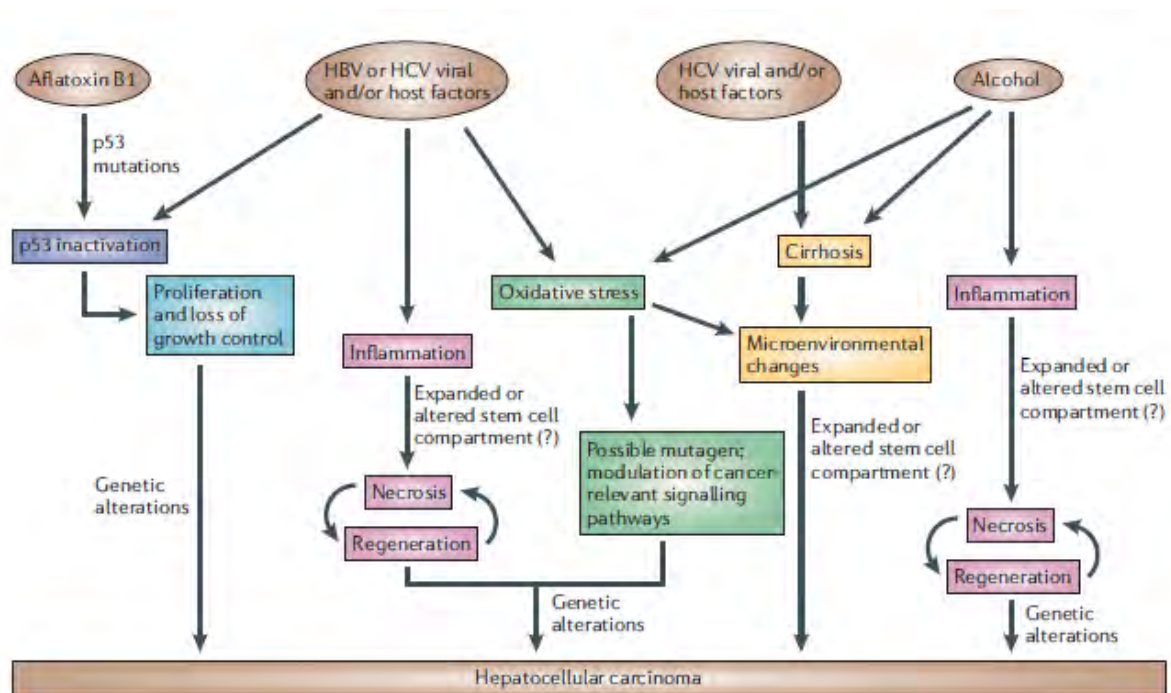 Aflatoxin B1
HBV or HCV viral
and/or host factors
HCV viral and/or
host factors
Alcohol
p53
mutations
p53 inactivation
Proliferation
and loss of
growth control
Oxidative stress
Cirrhosis
Inflammation
Inflammation
Microenvironmental
changes
Expanded or
altered stem cell
compartment (?)
Expanded or
altered stem cell
compartment (?)
Expanded or
altered stem cell
compartment (?)
Possible mutagen;
modulation of cancer-
relevant signalling
pathways
Genetic
alterations
Necrosis
Regeneration
Necrosis
Regeneration
Genetic
alterations
Genetic
alterations
Hepatocellular carcinoma